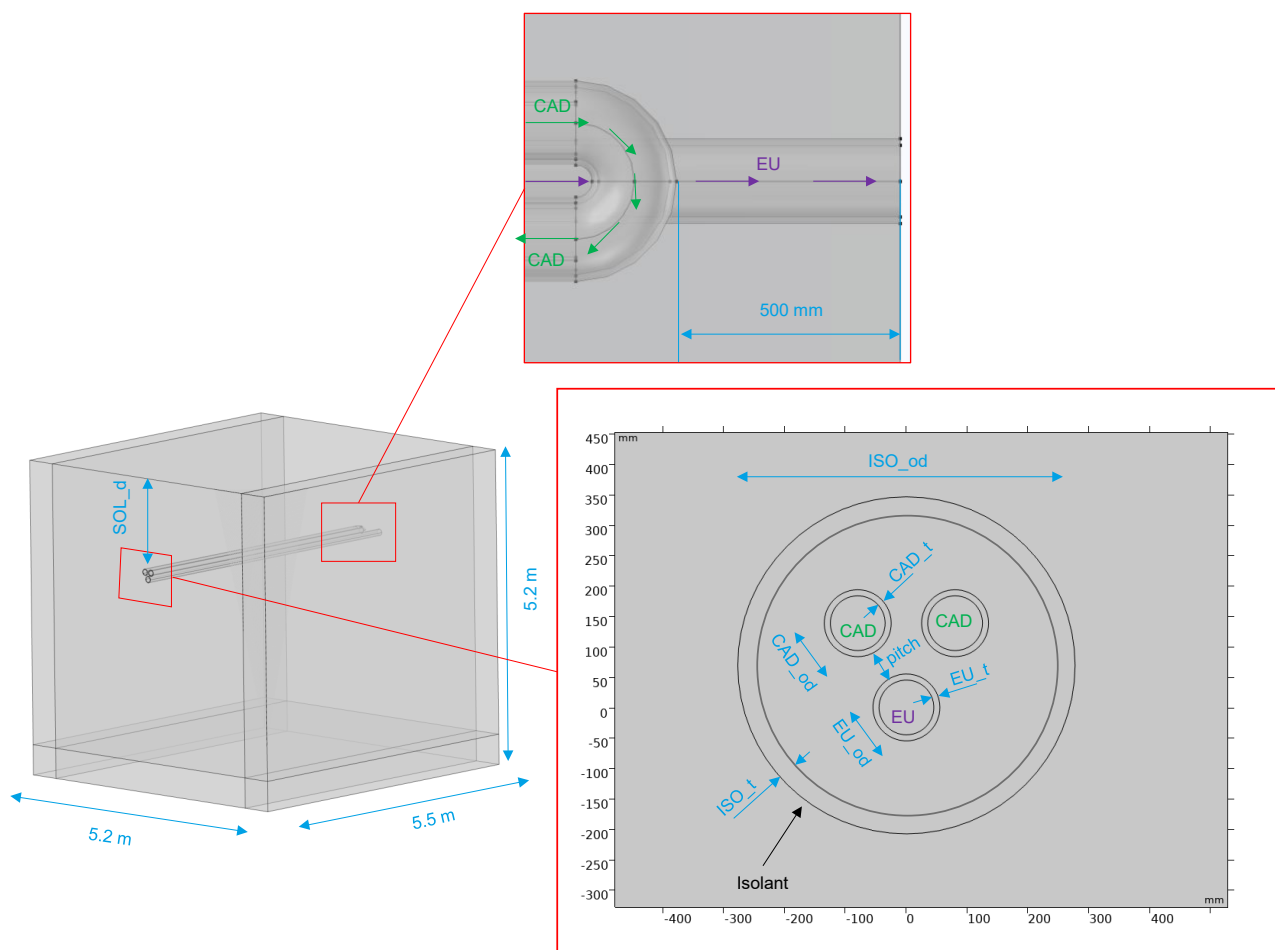 CAD
EU
CAD
500 mm
SOL_d
5.2 m
5.2 m
5.5 m
450
mm
400
350
300
250
200
150
100
50
0
-50
-100
-150
-200
-250
-300
ISO_od
CAD_t
CAD
CAD
CAD_od
pitch
EU_t
EU
EU_od
ISO_t
Isolant
mm
-400
-300
-200
-100
0
100
200
300
400